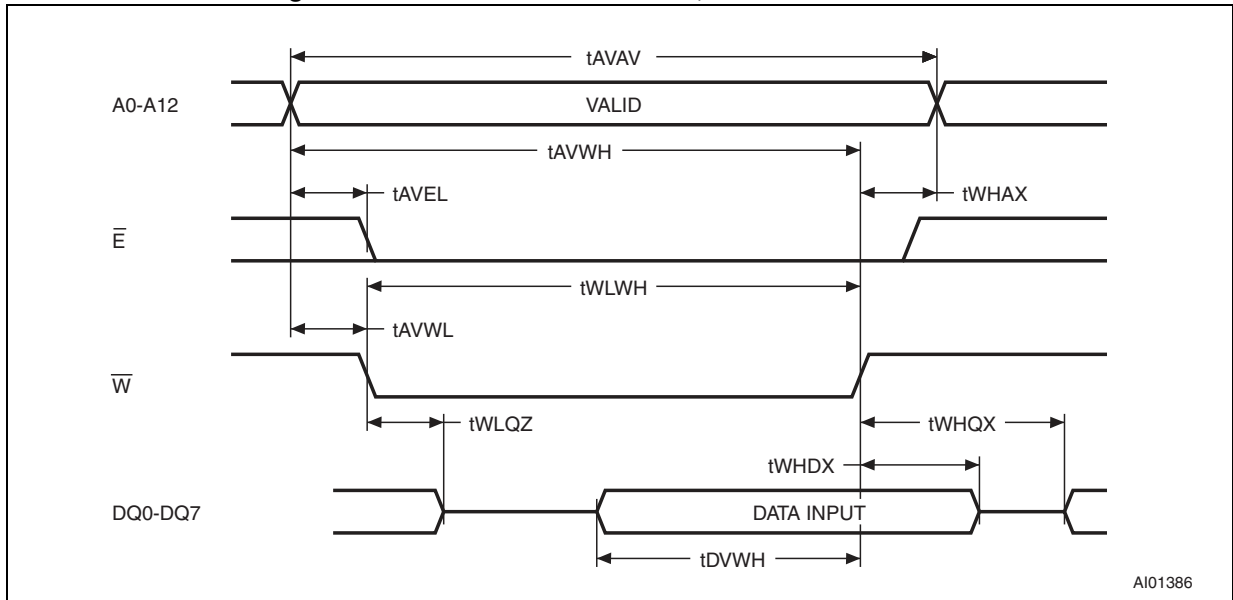 tAVAV
A0-A12
VALID
tAVWH
tAVEL
tWHAX
E̅
tWLWH
tAVWL
W̅
tWLQZ
tWHQX
tWHDX
DQ0-DQ7
DATA INPUT
tDVWH
AI01386